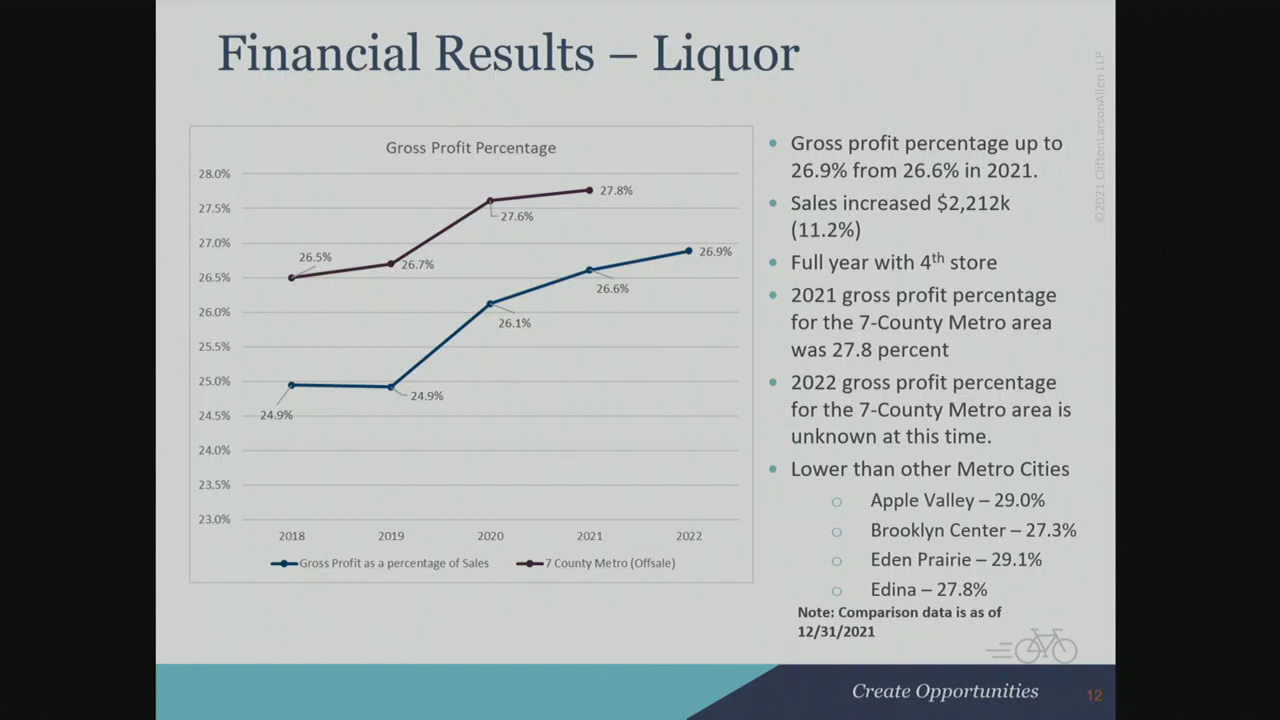 Financial Results – Liquor
©2021 CliftonLarsonAllen LLP
Gross Profit Percentage
28.0%
27.5%
27.0%
26.5%
26.0%
25.5%
25.0%
24.5%
24.0%
23.5%
23.0%
26.5%
26.7%
27.6%
27.8%
24.9%
24.9%
26.1%
26.6%
26.9%
2018 2019 2020 2021 2022
Gross Profit as a percentage of Sales 7 County Metro (Offsale)
• Gross profit percentage up to
26.9% from 26.6% in 2021.
• Sales increased $2,212k
(11.2%)
• Full year with 4th store
• 2021 gross profit percentage
for the 7-County Metro area
was 27.8 percent
• 2022 gross profit percentage
for the 7-County Metro area is
unknown at this time.
• Lower than other Metro Cities
o Apple Valley – 29.0%
o Brooklyn Center – 27.3%
o Eden Prairie – 29.1%
o Edina – 27.8%
Note: Comparison data is as of
12/31/2021
Create Opportunities
12